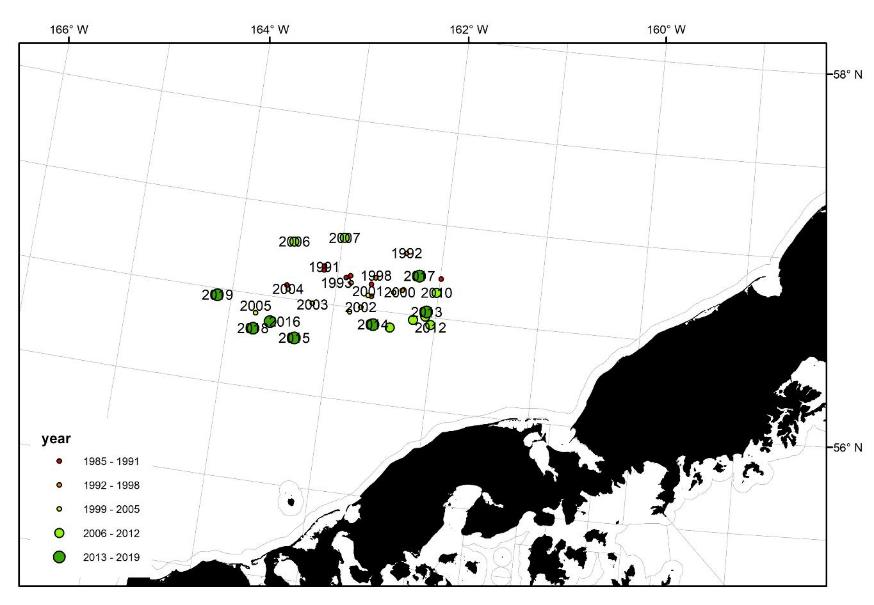 166° W 164° W 162° W 160° W
58° N
2006 2007
1992
1991
1998 2017
1993
2004 2001 2000 2010
2019
2005 2003 2002
2013
2016 2014 2012
2018
2015
year
1985 - 1991
1992 - 1998
56° N
1999 - 2005
2006 - 2012
2013 - 2019